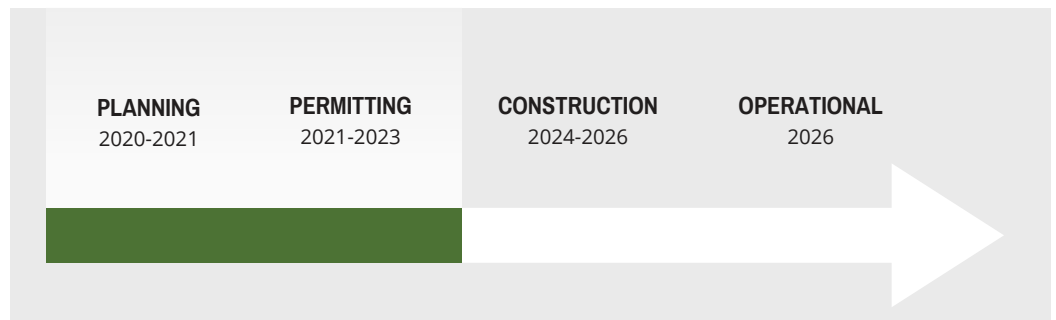 PLANNING
2020-2021
PERMITTING
2021-2023
CONSTRUCTION
2024-2026
OPERATIONAL
2026